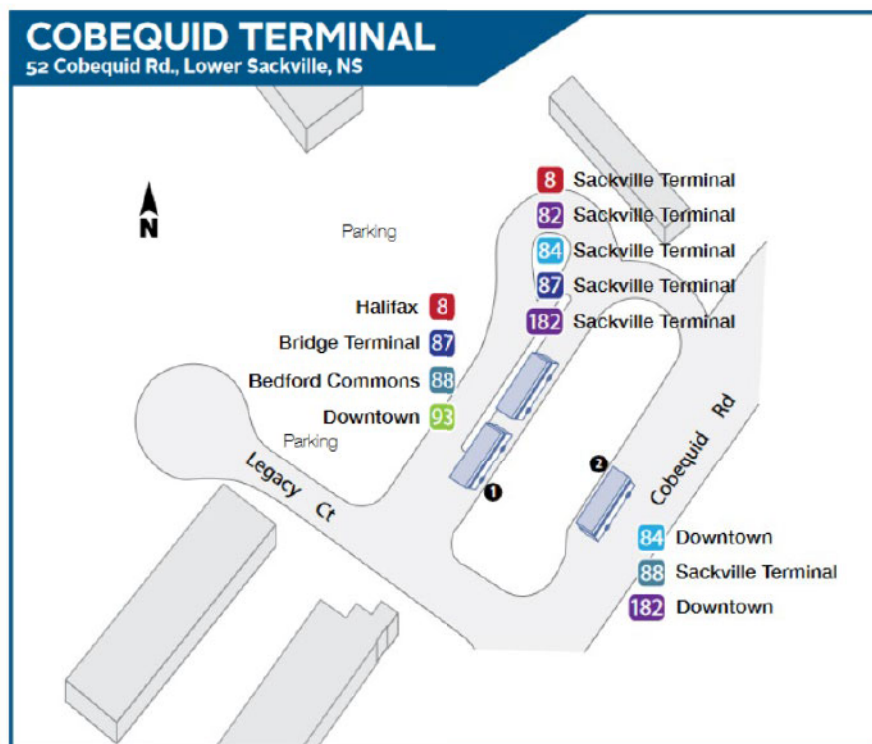 COBEQUID TERMINAL
52 Cobequid Rd., Lower Sackville, NS
N
Parking
8 Sackville Terminal
82 Sackville Terminal
84 Sackville Terminal
87 Sackville Terminal
182 Sackville Terminal
Halifax 8
Bridge Terminal 87
Bedford Commons 88
Downtown 93
Parking
Legacy Ct
1
2
Cobequid Rd
84 Downtown
88 Sackville Terminal
182 Downtown